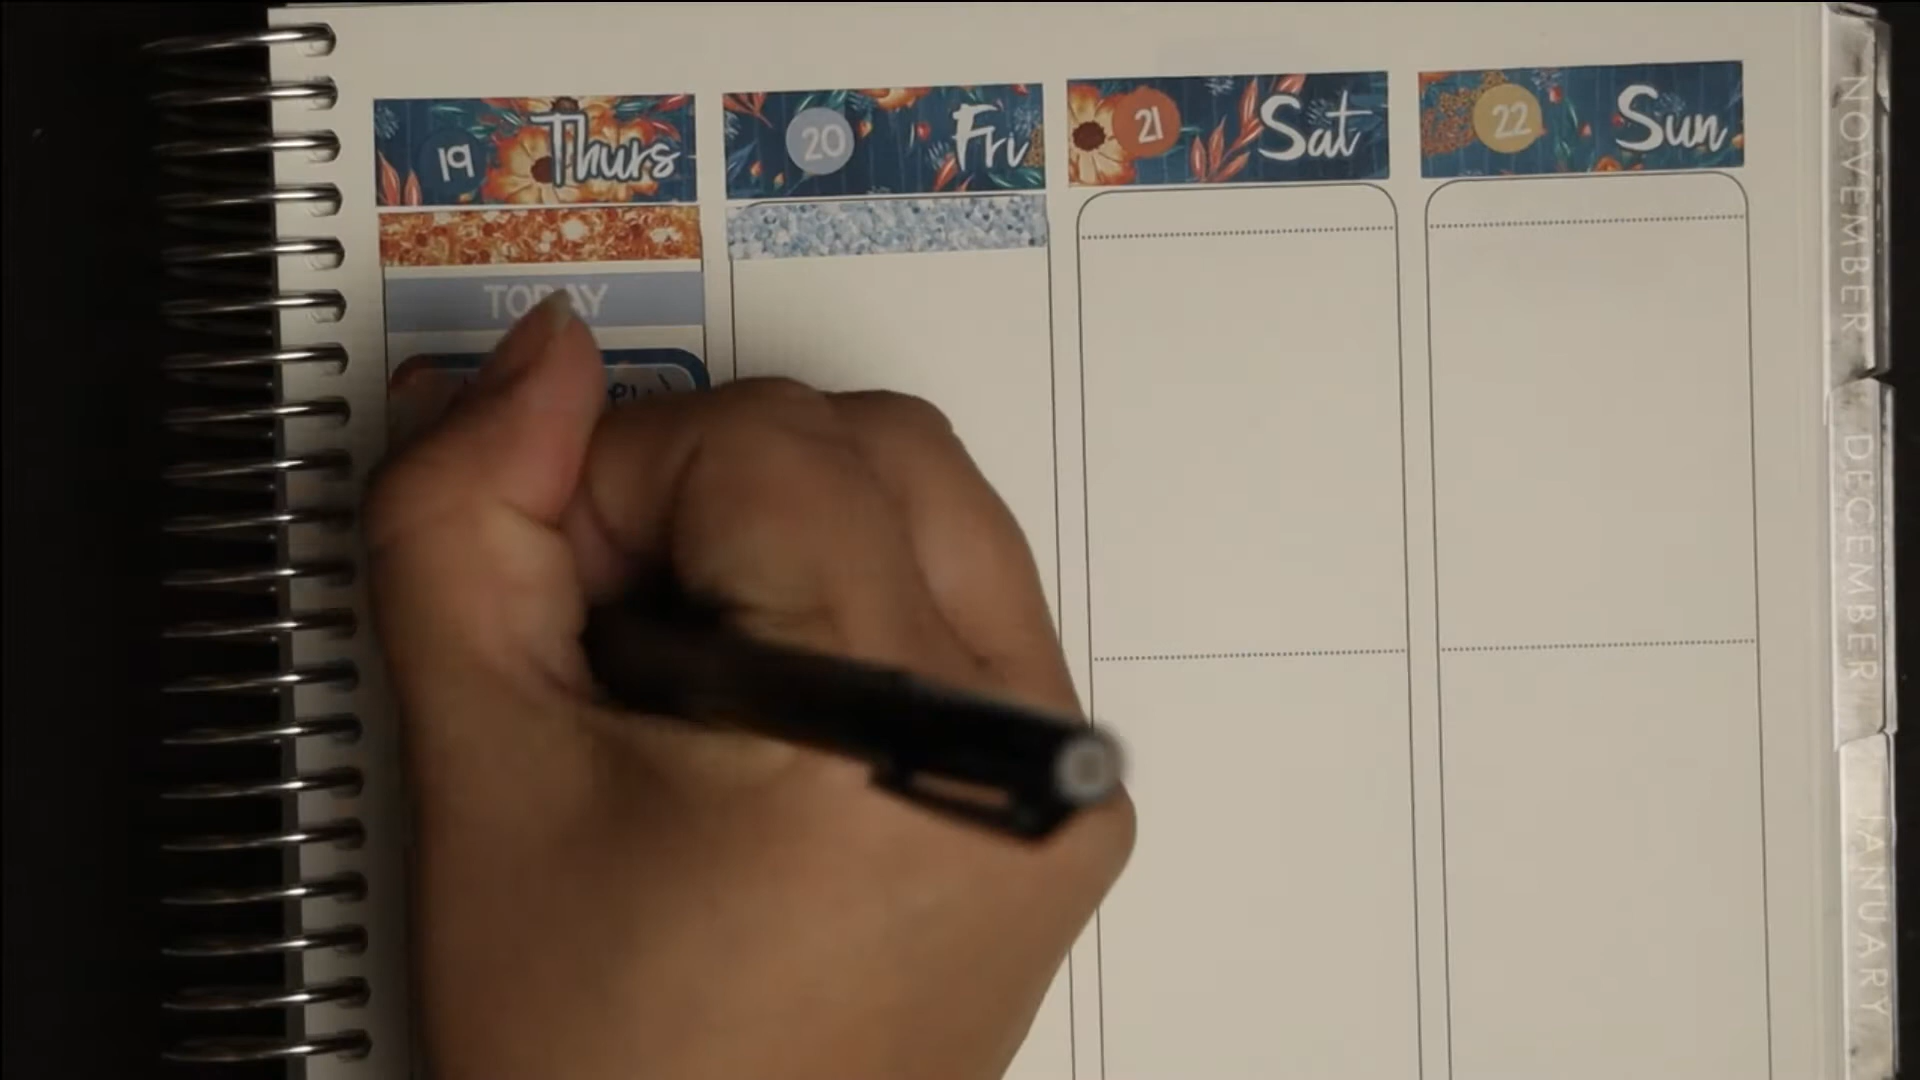 19 Thurs
20 Fri
21 Sat
22 Sun
TODAY
NOVEMBER
DECEMBER
JANUARY